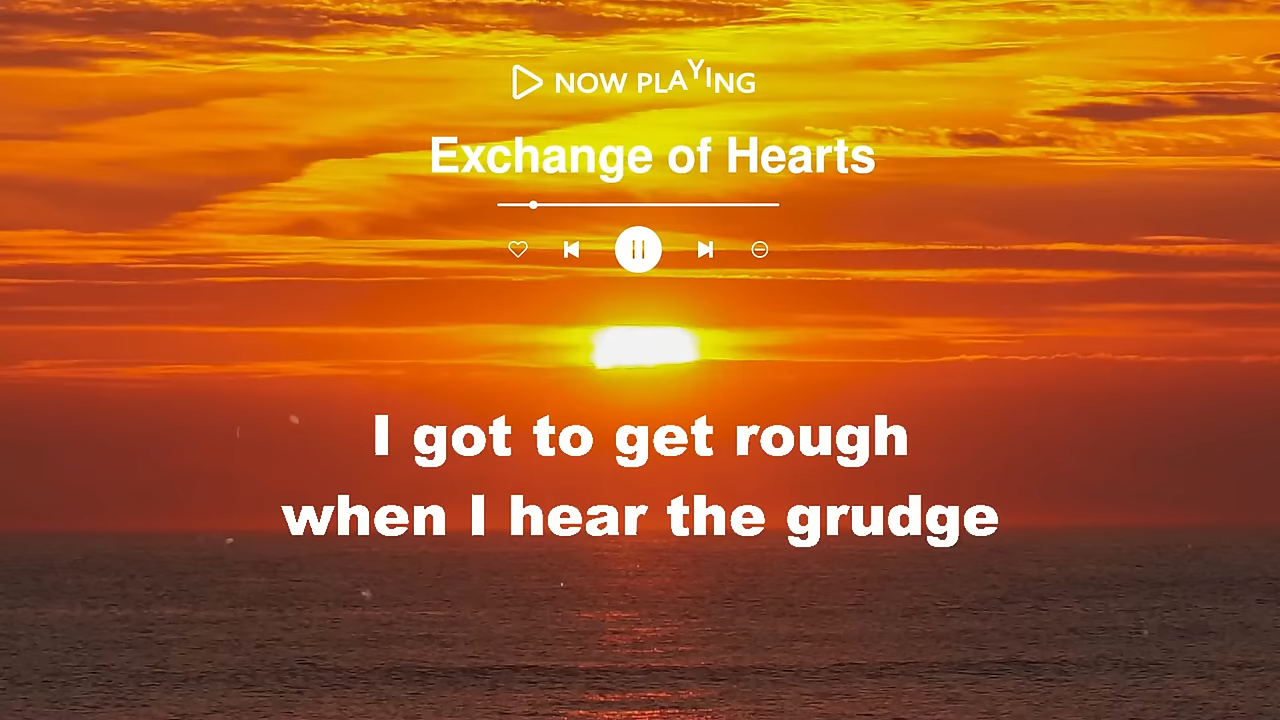 NOW PLAYING
Exchange of Hearts
I got to get rough
when I hear the grudge